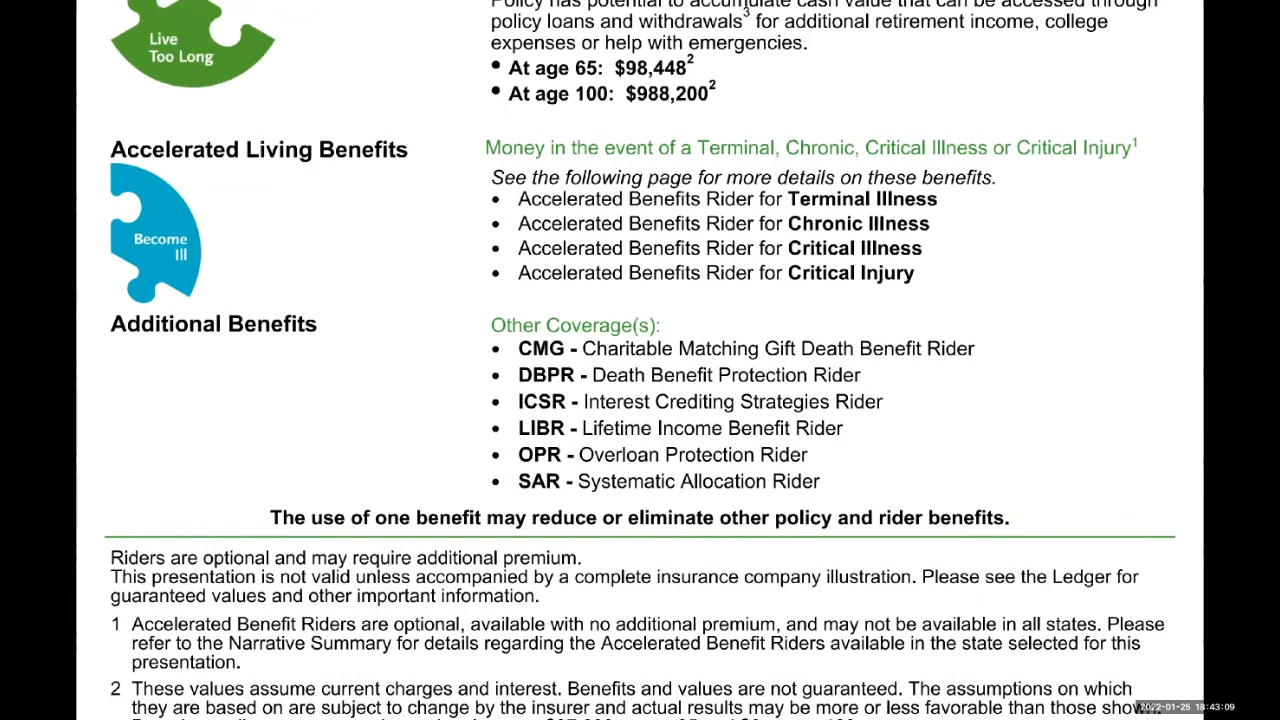 Live
Too Long
Policy has potential to accumulate cash value that can be accessed through
policy loans and withdrawals3 for additional retirement income, college
expenses or help with emergencies.
• At age 65: $98,4482
• At age 100: $988,2002
Accelerated Living Benefits
Money in the event of a Terminal, Chronic, Critical Illness or Critical Injury1
See the following page for more details on these benefits.
• Accelerated Benefits Rider for Terminal Illness
• Accelerated Benefits Rider for Chronic Illness
• Accelerated Benefits Rider for Critical Illness
• Accelerated Benefits Rider for Critical Injury
Become
Ill
Additional Benefits
Other Coverage(s):
• CMG - Charitable Matching Gift Death Benefit Rider
• DBPR - Death Benefit Protection Rider
• ICSR - Interest Crediting Strategies Rider
• LIBR - Lifetime Income Benefit Rider
• OPR - Overloan Protection Rider
• SAR - Systematic Allocation Rider
The use of one benefit may reduce or eliminate other policy and rider benefits.
Riders are optional and may require additional premium.
This presentation is not valid unless accompanied by a complete insurance company illustration. Please see the Ledger for
guaranteed values and other important information.
1 Accelerated Benefit Riders are optional, available with no additional premium, and may not be available in all states. Please
refer to the Narrative Summary for details regarding the Accelerated Benefit Riders available in the state selected for this
presentation.
2 These values assume current charges and interest. Benefits and values are not guaranteed. The assumptions on which
they are based on are subject to change by the insurer and actual results may be more or less favorable than those
2022-01-25 18:43:09